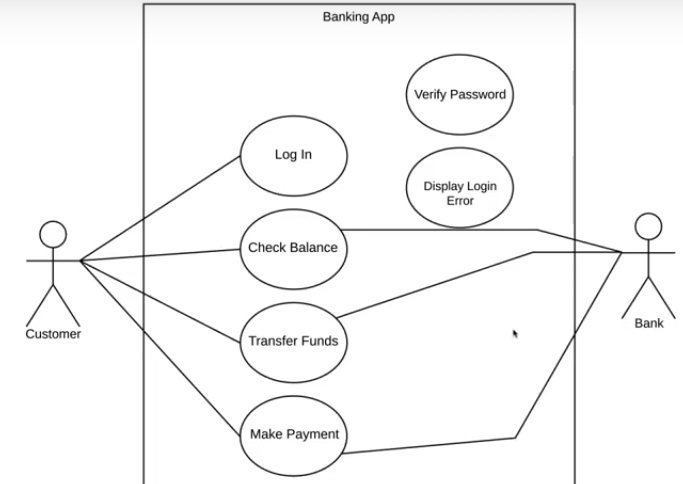 Banking App
Verify Password
Log In
Display Login
Error
Check Balance
Transfer Funds
Make Payment
Customer
Bank